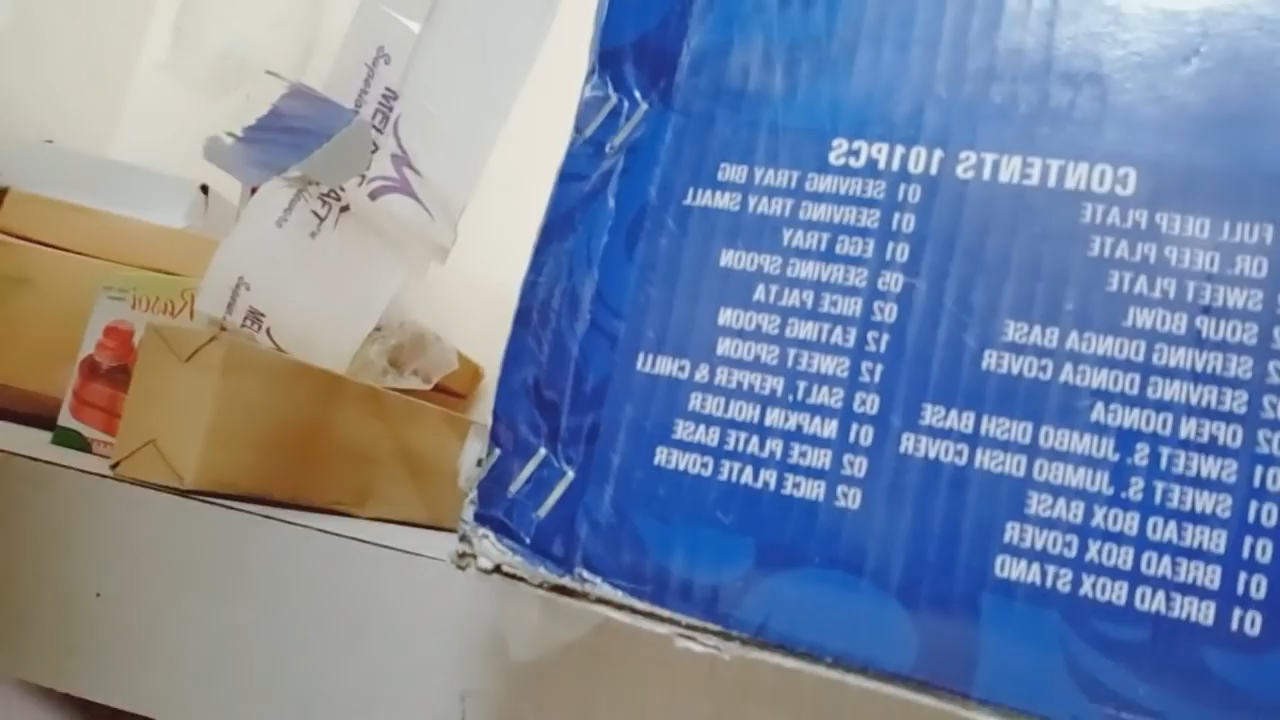 CONTENTS 101PCS
FULL DEEP PLATE
QR. DEEP PLATE
SWEET PLATE
SOUP BOWL
SERVING DONGA BASE
SERVING DONGA COVER
02 OPEN DONGA
01 SWEET S. JUMBO DISH BASE
01 SWEET S. JUMBO DISH COVER
01 BREAD BOX BASE
01 BREAD BOX COVER
01 BREAD BOX STAND
01 SERVING TRAY BIG
01 SERVING TRAY SMALL
01 EGG TRAY
05 SERVING SPOON
02 RICE PALTA
12 EATING SPOON
12 SWEET SPOON
03 SALT, PEPPER & CHILLI
01 NAPKIN HOLDER
02 RICE PLATE BASE
02 RICE PLATE COVER
Rasoi